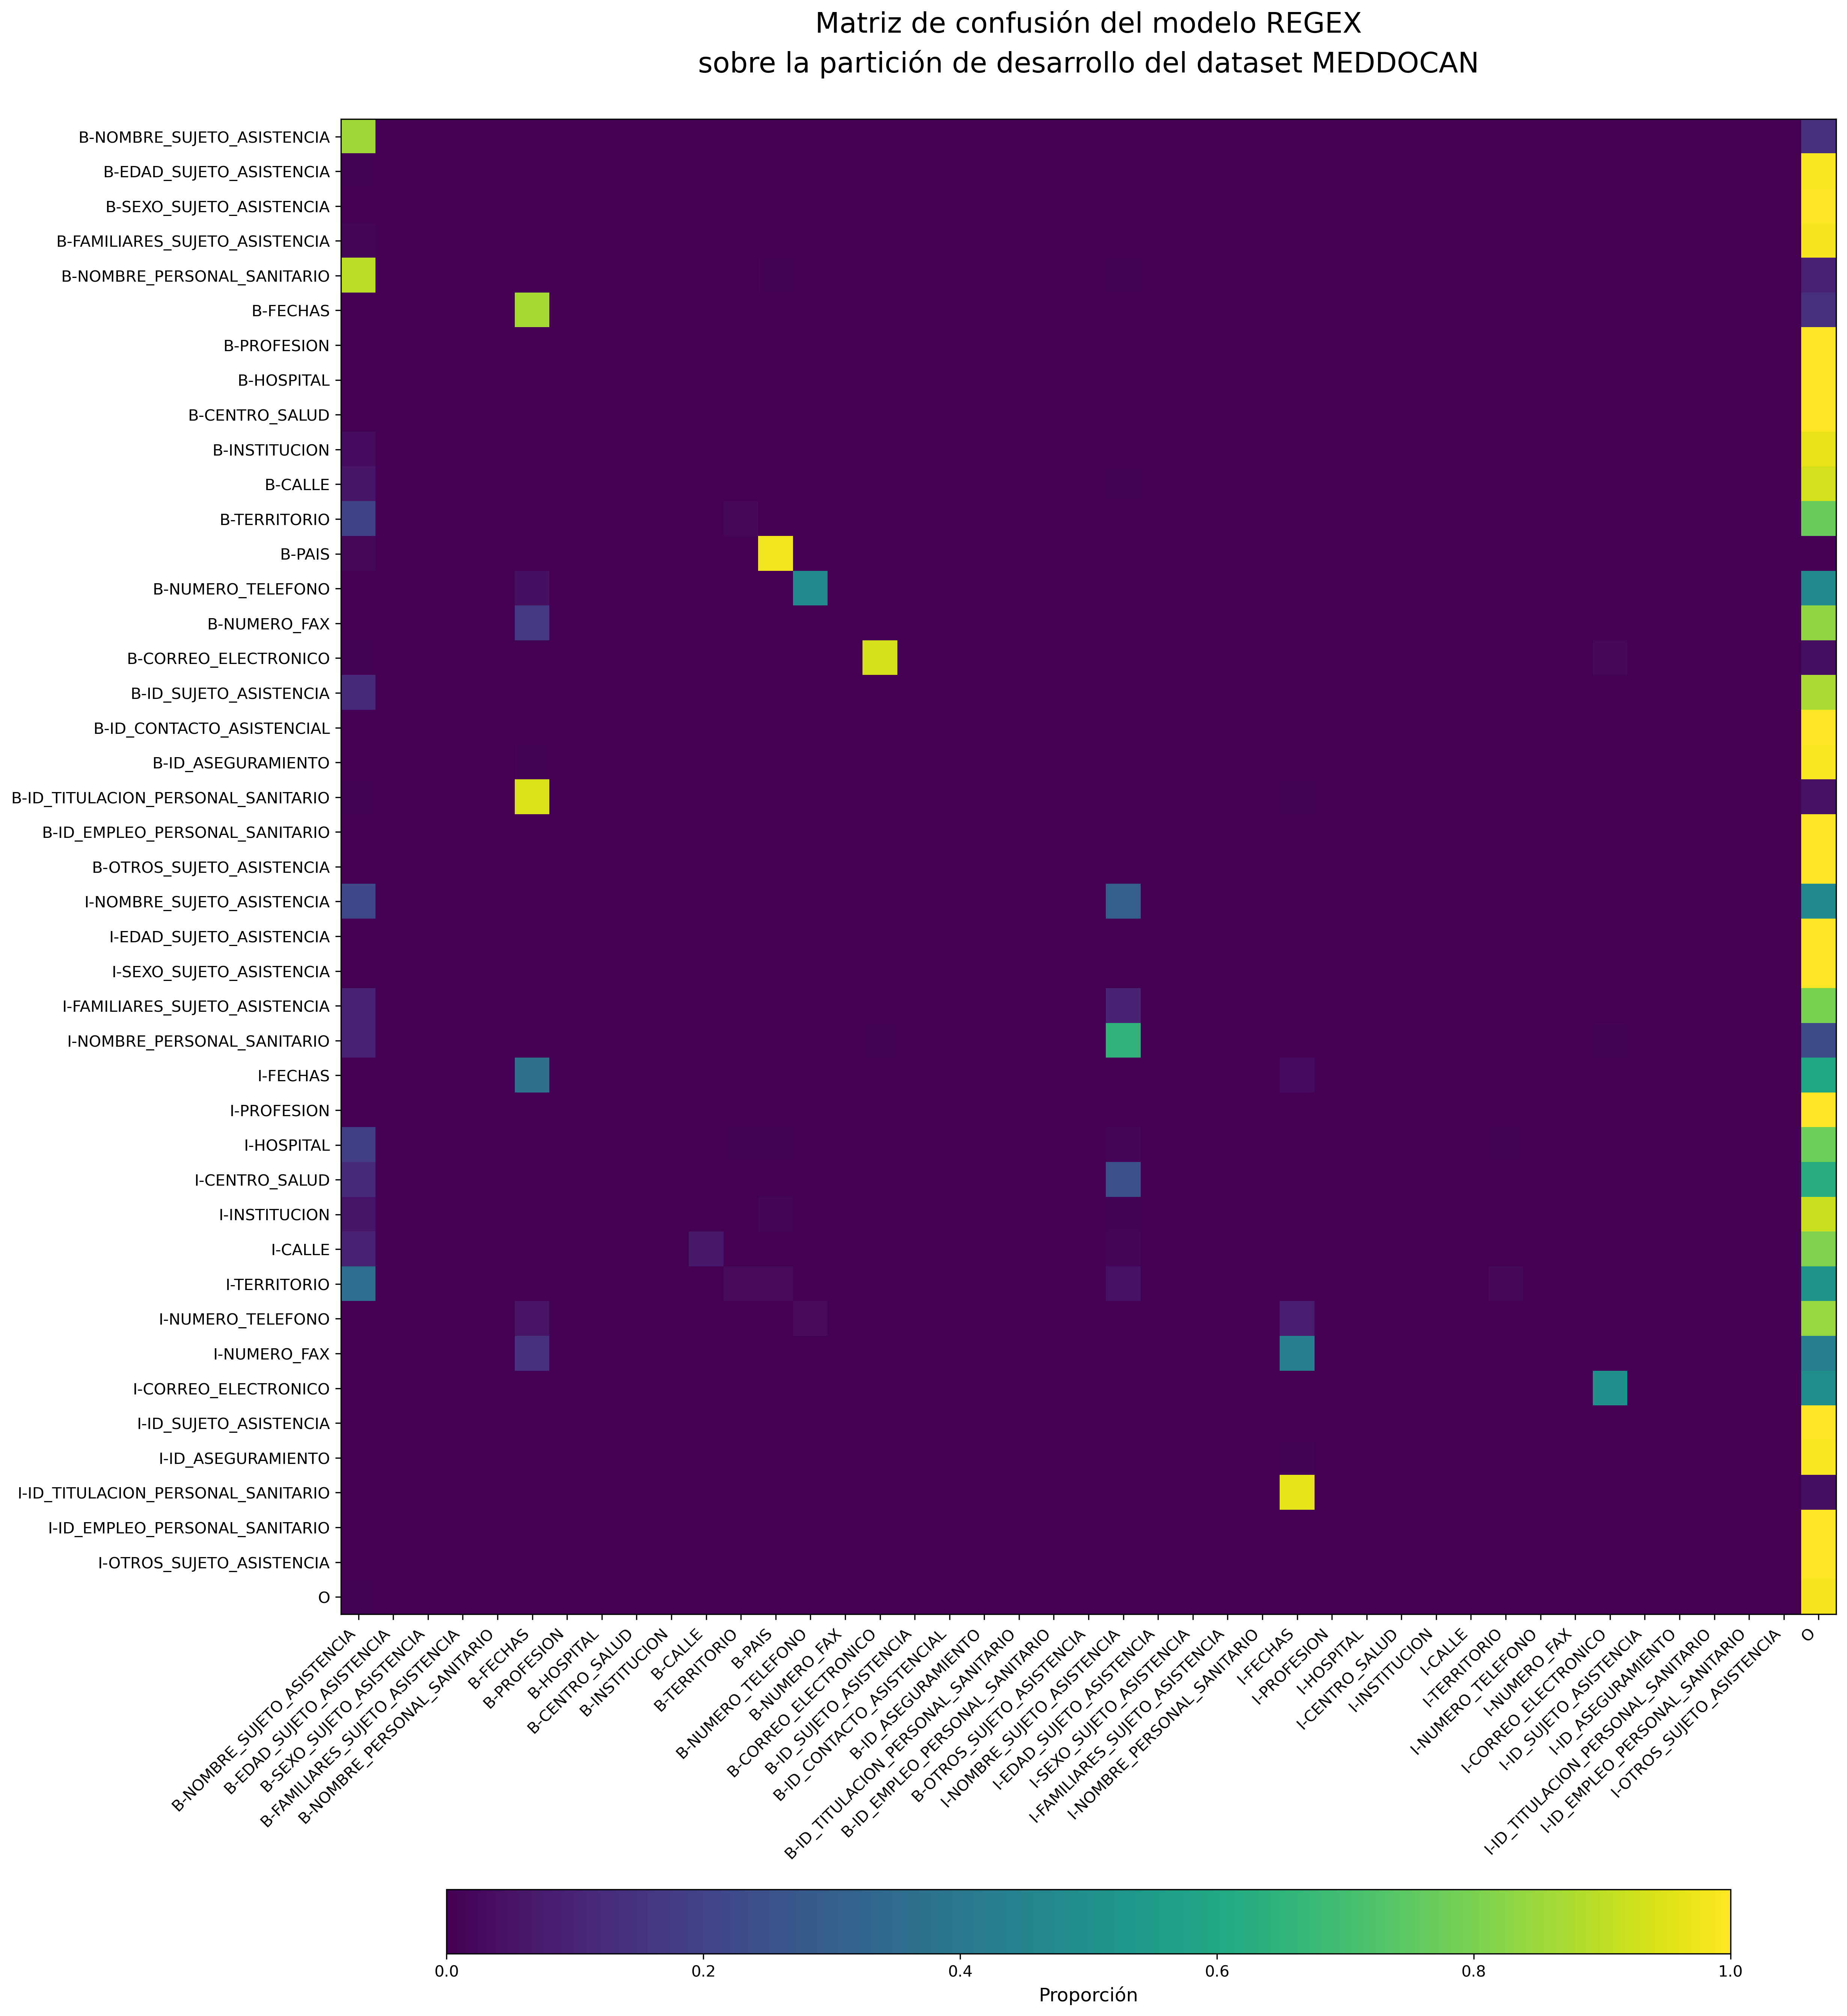 Matriz de confusión del modelo REGEX
sobre la partición de desarrollo del dataset MEDDOCAN
B-NOMBRE_SUJETO_ASISTENCIA
B-EDAD_SUJETO_ASISTENCIA
B-SEXO_SUJETO_ASISTENCIA
B-FAMILIARES_SUJETO_ASISTENCIA
B-NOMBRE_PERSONAL_SANITARIO
B-FECHAS
B-PROFESION
B-HOSPITAL
B-CENTRO_SALUD
B-INSTITUCION
B-CALLE
B-TERRITORIO
B-PAIS
B-NUMERO_TELEFONO
B-NUMERO_FAX
B-CORREO_ELECTRONICO
B-ID_SUJETO_ASISTENCIA
B-ID_CONTACTO_ASISTENCIAL
B-ID_ASEGURAMIENTO
B-ID_TITULACION_PERSONAL_SANITARIO
B-ID_EMPLEO_PERSONAL_SANITARIO
B-OTROS_SUJETO_ASISTENCIA
I-NOMBRE_SUJETO_ASISTENCIA
I-EDAD_SUJETO_ASISTENCIA
I-SEXO_SUJETO_ASISTENCIA
I-FAMILIARES_SUJETO_ASISTENCIA
I-NOMBRE_PERSONAL_SANITARIO
I-FECHAS
I-PROFESION
I-HOSPITAL
I-CENTRO_SALUD
I-INSTITUCION
I-CALLE
I-TERRITORIO
I-NUMERO_TELEFONO
I-NUMERO_FAX
I-CORREO_ELECTRONICO
I-ID_SUJETO_ASISTENCIA
I-ID_ASEGURAMIENTO
I-ID_TITULACION_PERSONAL_SANITARIO
I-ID_EMPLEO_PERSONAL_SANITARIO
I-OTROS_SUJETO_ASISTENCIA
O
B-NOMBRE_SUJETO_ASISTENCIA
B-EDAD_SUJETO_ASISTENCIA
B-SEXO_SUJETO_ASISTENCIA
B-FAMILIARES_SUJETO_ASISTENCIA
B-NOMBRE_PERSONAL_SANITARIO
B-FECHAS
B-PROFESION
B-HOSPITAL
B-CENTRO_SALUD
B-INSTITUCION
B-CALLE
B-TERRITORIO
B-PAIS
B-NUMERO_TELEFONO
B-NUMERO_FAX
B-CORREO_ELECTRONICO
B-ID_SUJETO_ASISTENCIA
B-ID_CONTACTO_ASISTENCIAL
B-ID_ASEGURAMIENTO
B-ID_TITULACION_PERSONAL_SANITARIO
B-ID_EMPLEO_PERSONAL_SANITARIO
B-OTROS_SUJETO_ASISTENCIA
I-NOMBRE_SUJETO_ASISTENCIA
I-EDAD_SUJETO_ASISTENCIA
I-SEXO_SUJETO_ASISTENCIA
I-FAMILIARES_SUJETO_ASISTENCIA
I-NOMBRE_PERSONAL_SANITARIO
I-FECHAS
I-PROFESION
I-HOSPITAL
I-CENTRO_SALUD
I-INSTITUCION
I-CALLE
I-TERRITORIO
I-NUMERO_TELEFONO
I-NUMERO_FAX
I-CORREO_ELECTRONICO
I-ID_SUJETO_ASISTENCIA
I-ID_ASEGURAMIENTO
I-ID_TITULACION_PERSONAL_SANITARIO
I-ID_EMPLEO_PERSONAL_SANITARIO
I-OTROS_SUJETO_ASISTENCIA
O
0.0 0.2 0.4 0.6 0.8 1.0
Proporción